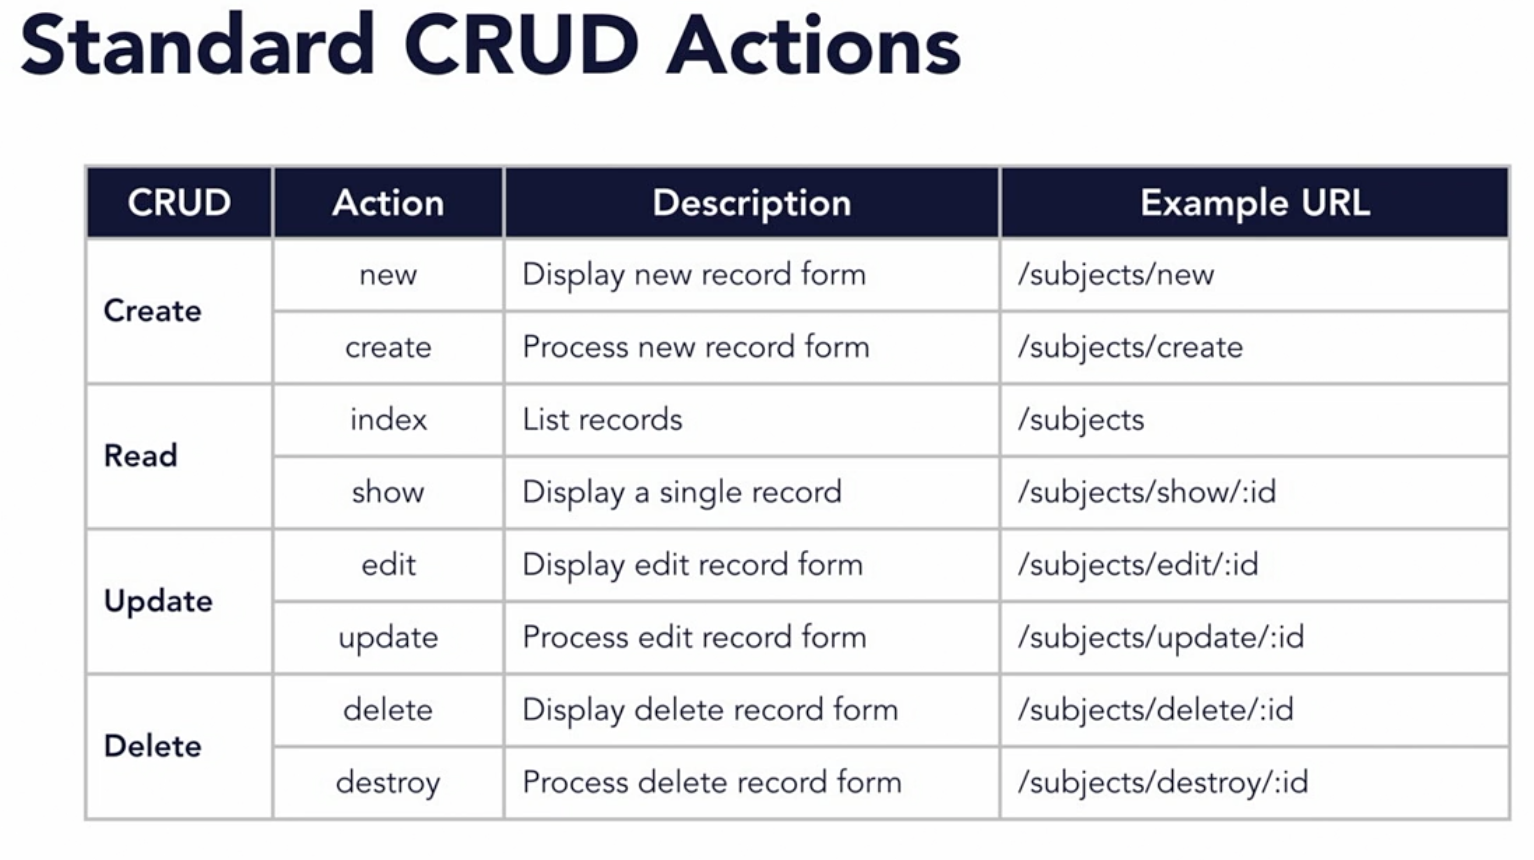 Standard CRUD Actions
CRUD Action Description Example URL
Create
new Display new record form /subjects/new
create Process new record form /subjects/create
Read
index List records /subjects
show Display a single record /subjects/show/:id
Update
edit Display edit record form /subjects/edit/:id
update Process edit record form /subjects/update/:id
Delete
delete Display delete record form /subjects/delete/:id
destroy Process delete record form /subjects/destroy/:id